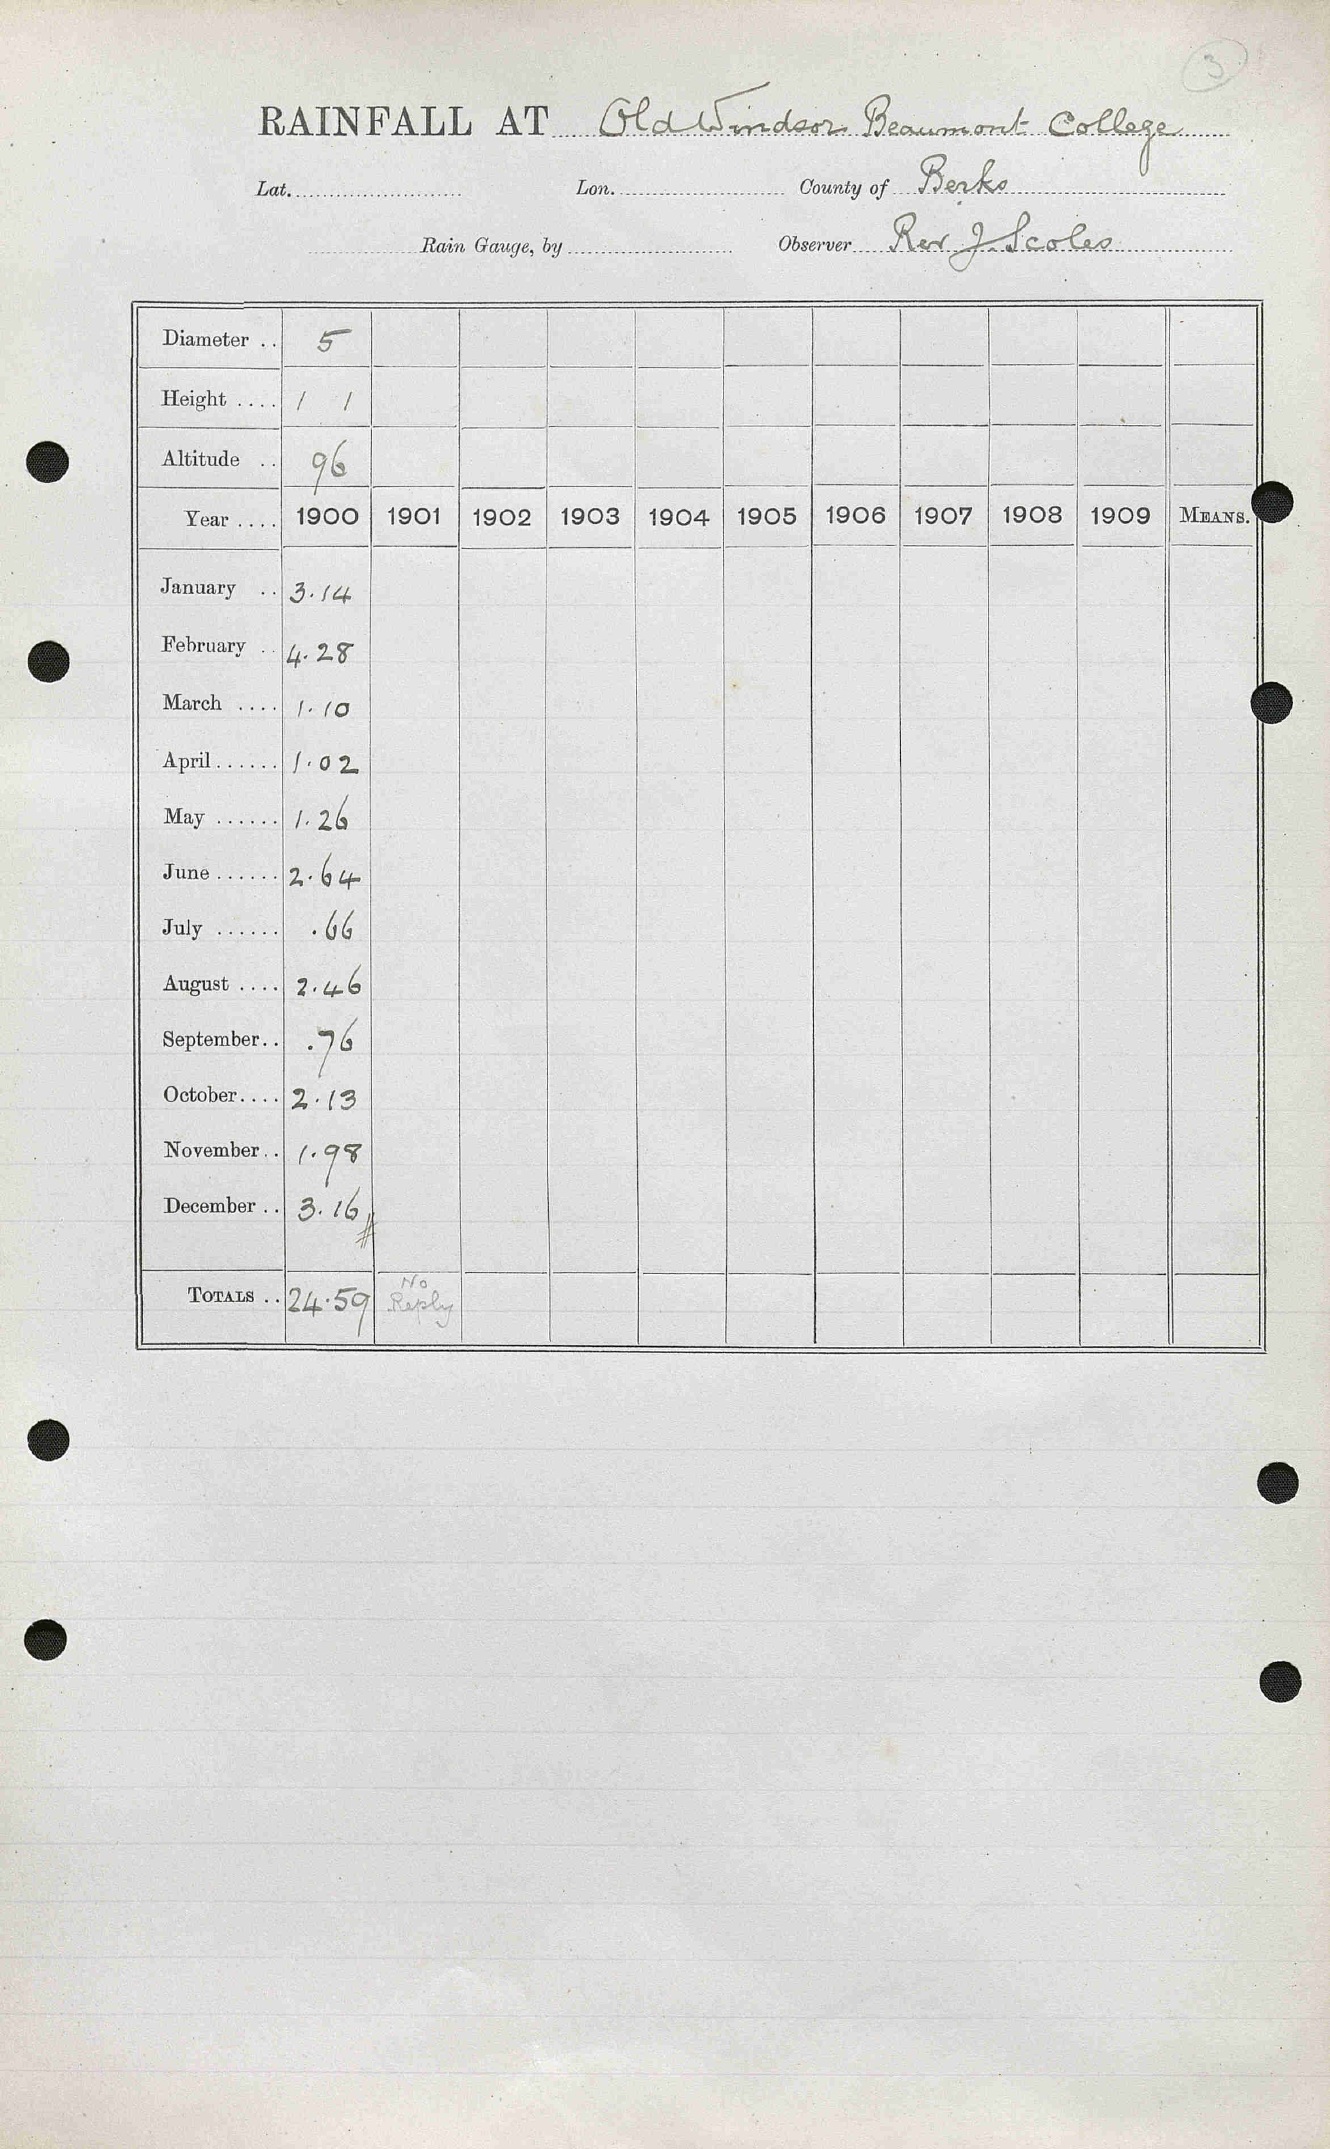 3
RAINFALL AT Old Windsor Beaumont College
Lat. Lon. County of Berks
Rain Gauge, by Observer Rev J. Scoles
Diameter .. 5
Height .... 1 1
Altitude .. 96
Year .... 1900 1901 1902 1903 1904 1905 1906 1907 1908 1909 MEANS.
January .. 3.14
February .. 4.28
March .... 1.10
April ...... 1.02
May ...... 1.26
June ...... 2.64
July ...... .66
August .... 2.46
September .. .76
October .... 2.13
November .. 1.98
December .. 3.16 #
TOTALS .. 24.59 No Reply